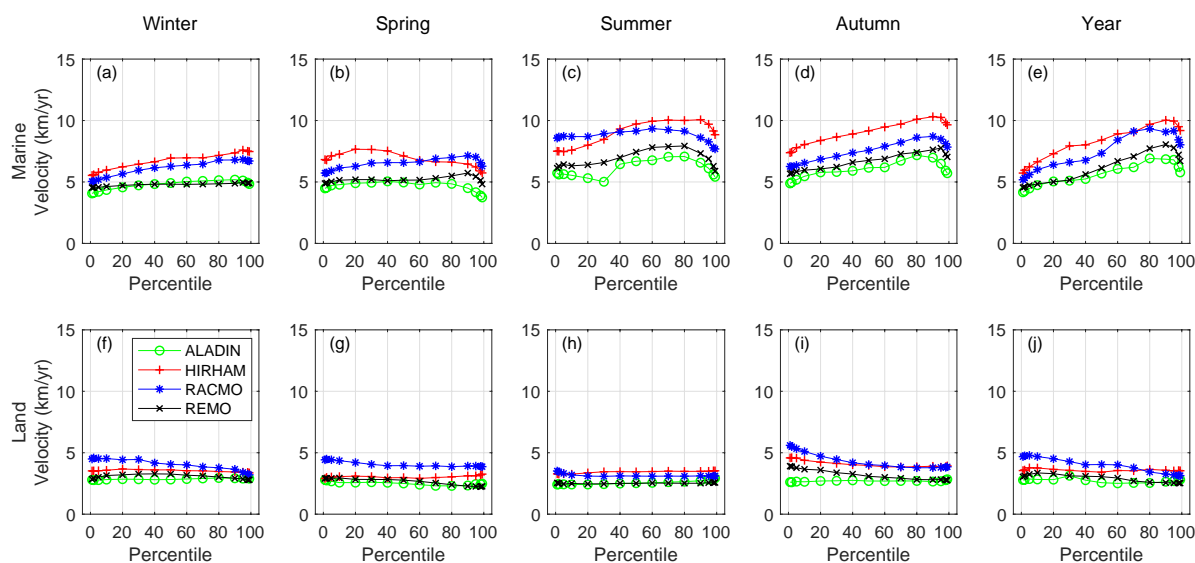 Winter Spring Summer Autumn Year
15 (a) 15 (b) 15 (c) 15 (d) 15 (e)
10 10 10 10 10
5 5 5 5 5
0 0 0 0 0
Marine
Velocity (km/yr)
0 20 40 60 80 100 0 20 40 60 80 100 0 20 40 60 80 100 0 20 40 60 80 100 0 20 40 60 80 100
Percentile Percentile Percentile Percentile Percentile
15 (f) 15 (g) 15 (h) 15 (i) 15 (j)
ALADIN
HIRHAM
RACMO
REMO
10 10 10 10 10
5 5 5 5 5
0 0 0 0 0
Land
Velocity (km/yr)
0 20 40 60 80 100 0 20 40 60 80 100 0 20 40 60 80 100 0 20 40 60 80 100 0 20 40 60 80 100
Percentile Percentile Percentile Percentile Percentile